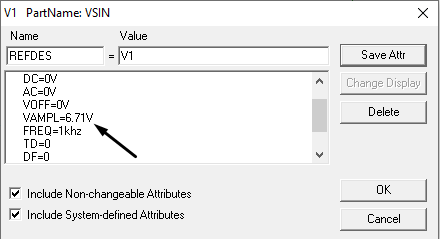 V1 PartName: VSIN
Name Value
REFDES = V1
Save Attr
DC=0V
AC=0V
VOFF=0V
VAMPL=6.71V
FREQ=1khz
TD=0
DF=0
Change Display
Delete
Include Non-changeable Attributes
Include System-defined Attributes
OK
Cancel